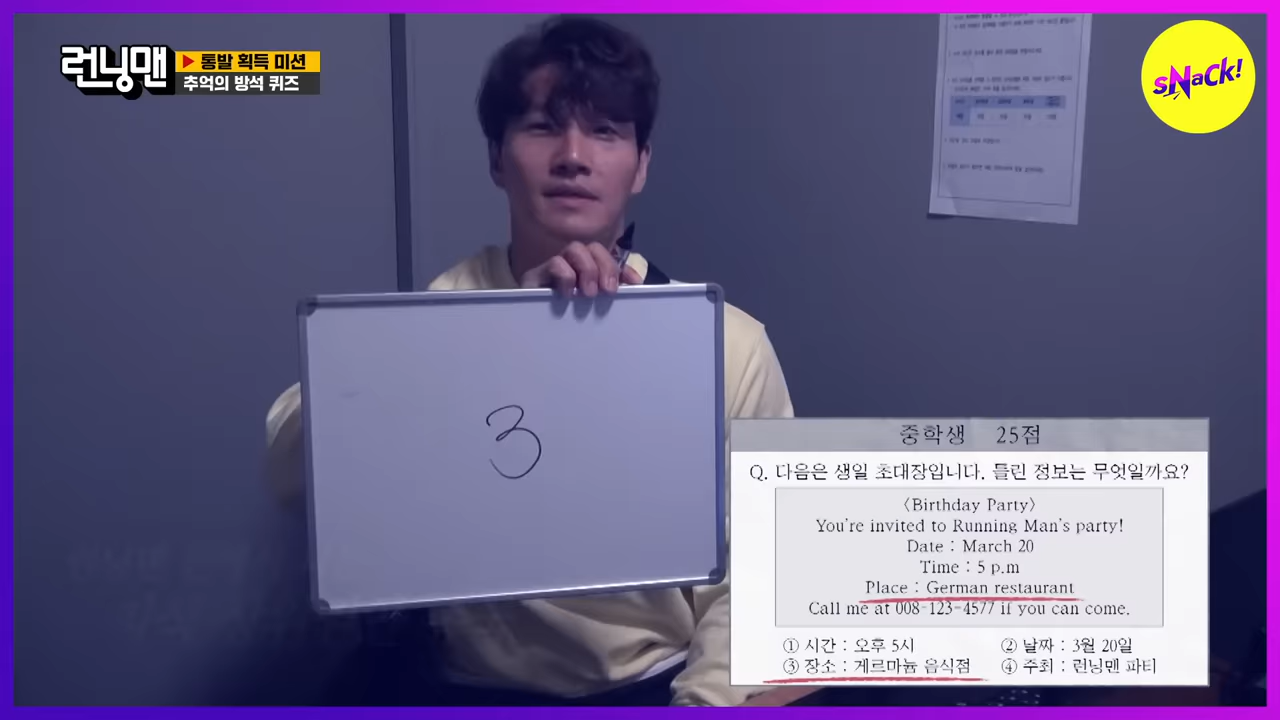 런닝맨
통발 획득 미션
추억의 방석 퀴즈
sNaCK!
3
중학생 25점
Q. 다음은 생일 초대장입니다. 틀린 정보는 무엇일까요?
〈Birthday Party〉
You're invited to Running Man's party!
Date : March 20
Time : 5 p.m
Place : German restaurant
Call me at 008-123-4577 if you can come.
① 시간 : 오후 5시 ② 날짜 : 3월 20일
③ 장소 : 게르마늄 음식점 ④ 주최 : 런닝맨 파티